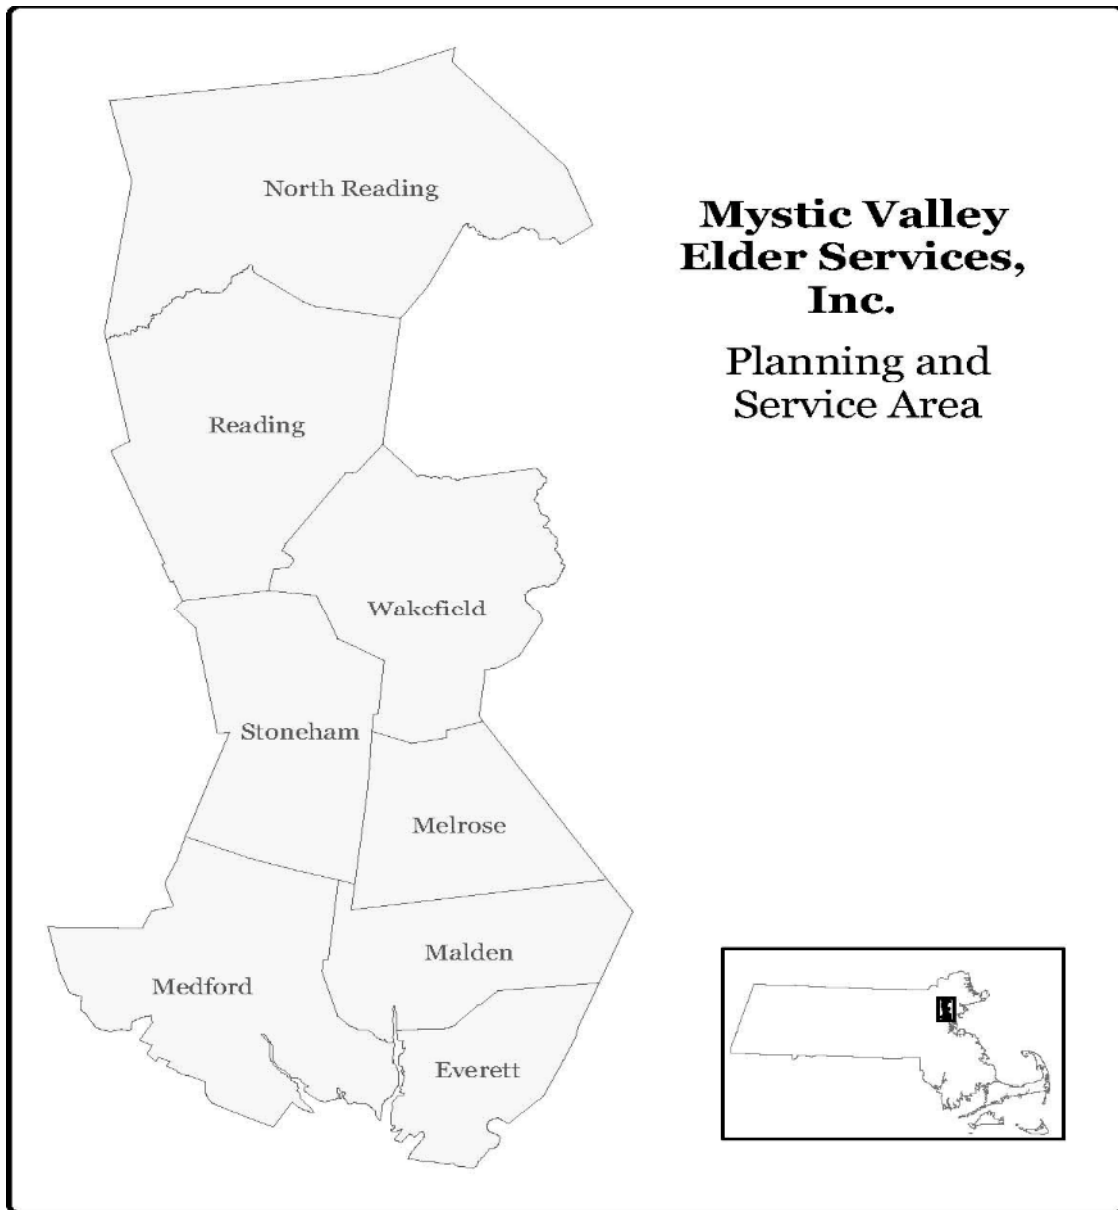 North Reading
Mystic Valley
Elder Services,
Inc.
Planning and
Service Area
Reading
Wakefield
Stoneham
Melrose
Malden
Medford
Everett